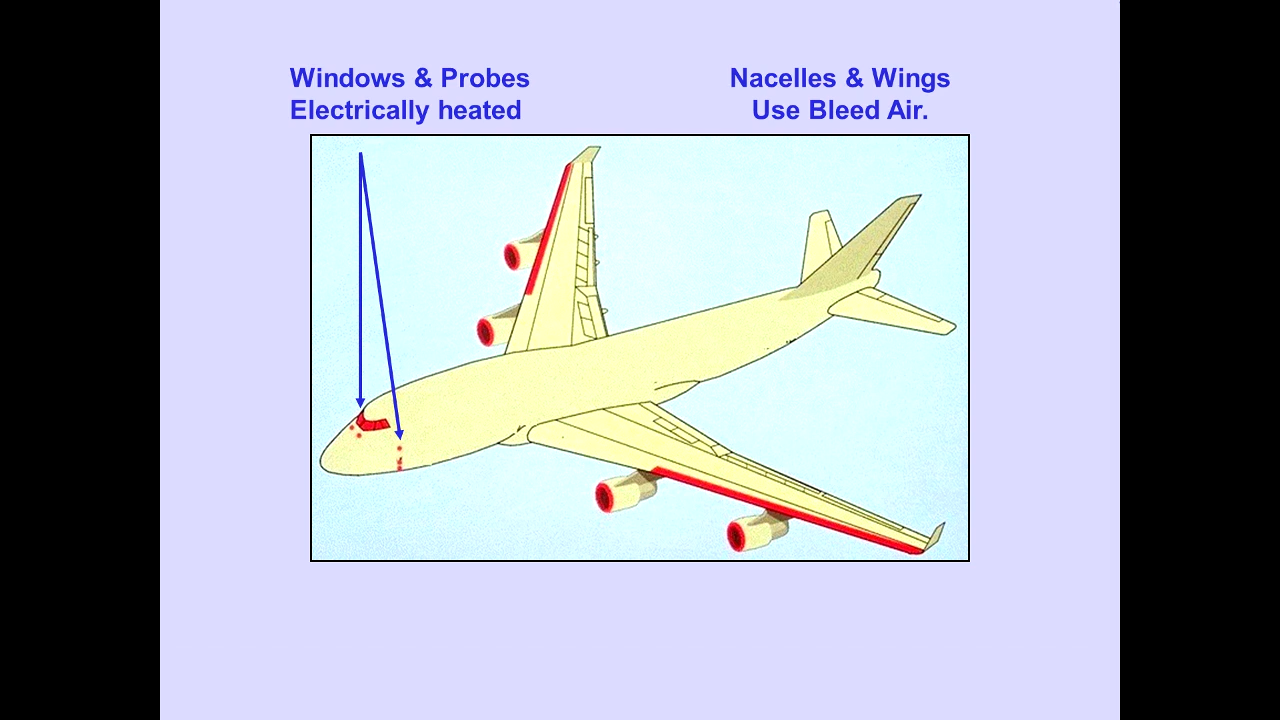 Windows & Probes
Electrically heated
Nacelles & Wings
Use Bleed Air.